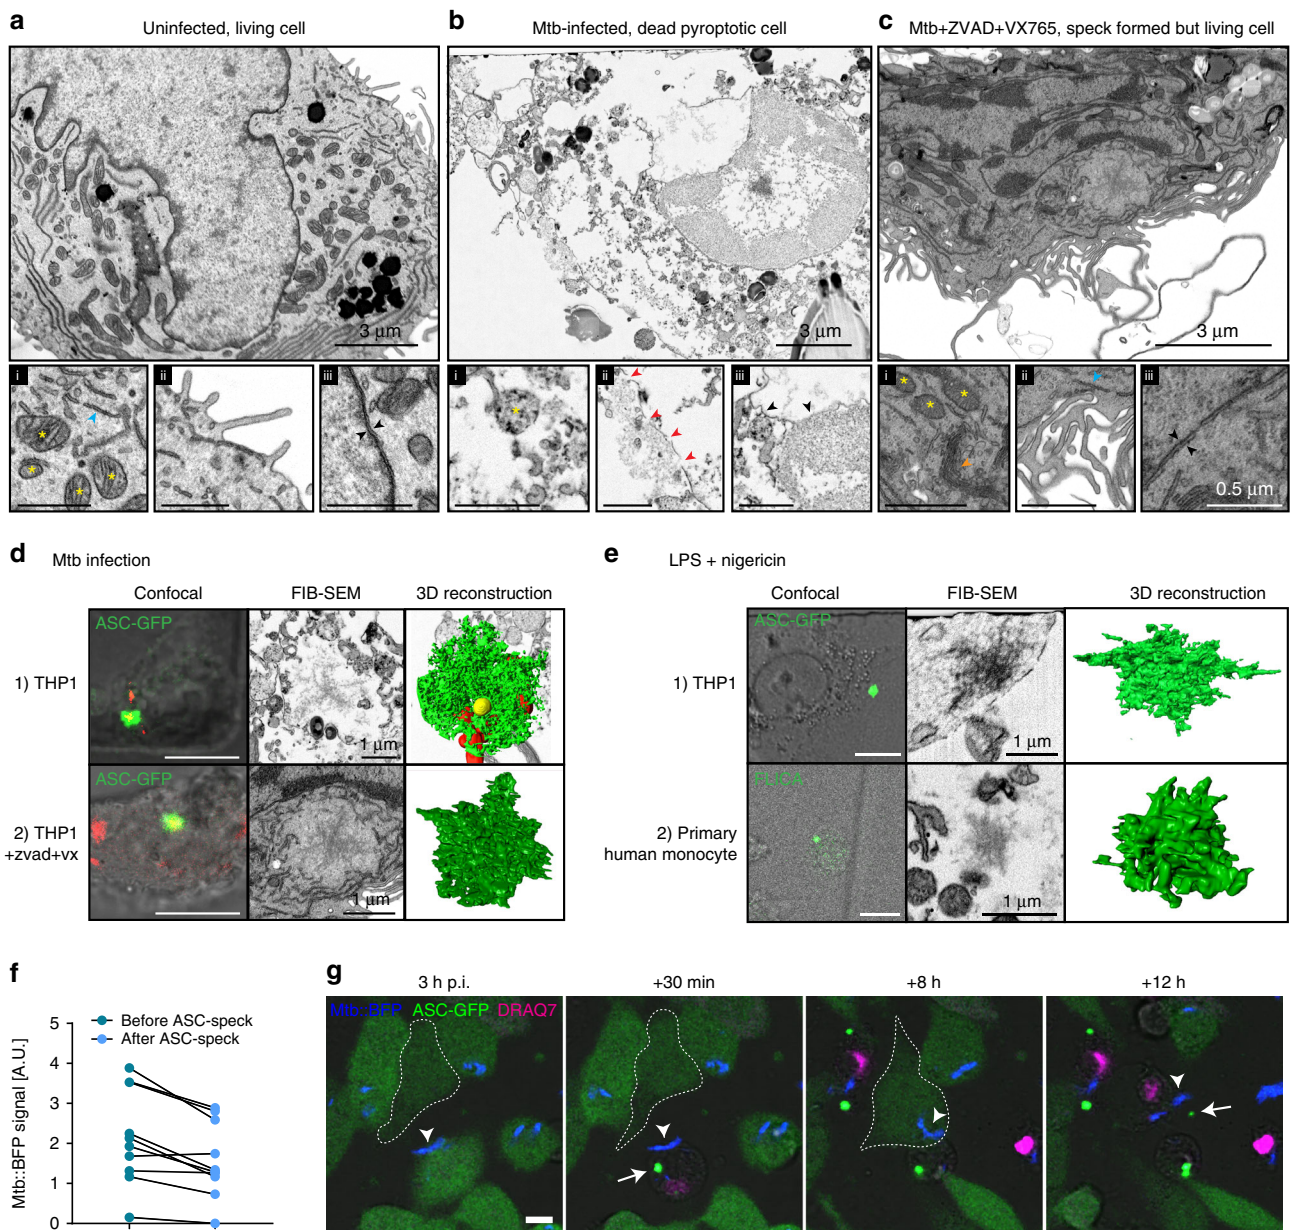 a
Uninfected, living cell
3 μm
i
*
*
*
*
ii
iii
b
Mtb-infected, dead pyroptotic cell
3 μm
i
*
ii
iii
c
Mtb+ZVAD+VX765, speck formed but living cell
3 μm
i
*
*
*
ii
iii
0.5 μm
d
Mtb infection
Confocal
FIB-SEM
3D reconstruction
1) THP1
ASC-GFP
1 μm
1 μm
2) THP1
+zvad+vx
ASC-GFP
1 μm
e
LPS + nigericin
Confocal
FIB-SEM
3D reconstruction
1) THP1
ASC-GFP
1 μm
2) Primary
human monocyte
FLICA
1 μm
f
Mtb::BFP signal [A.U.]
5
4
3
2
1
0
Before ASC-speck
After ASC-speck
g
3 h p.i.
+30 min
+8 h
+12 h
Mtb::BFP ASC-GFP DRAQ7